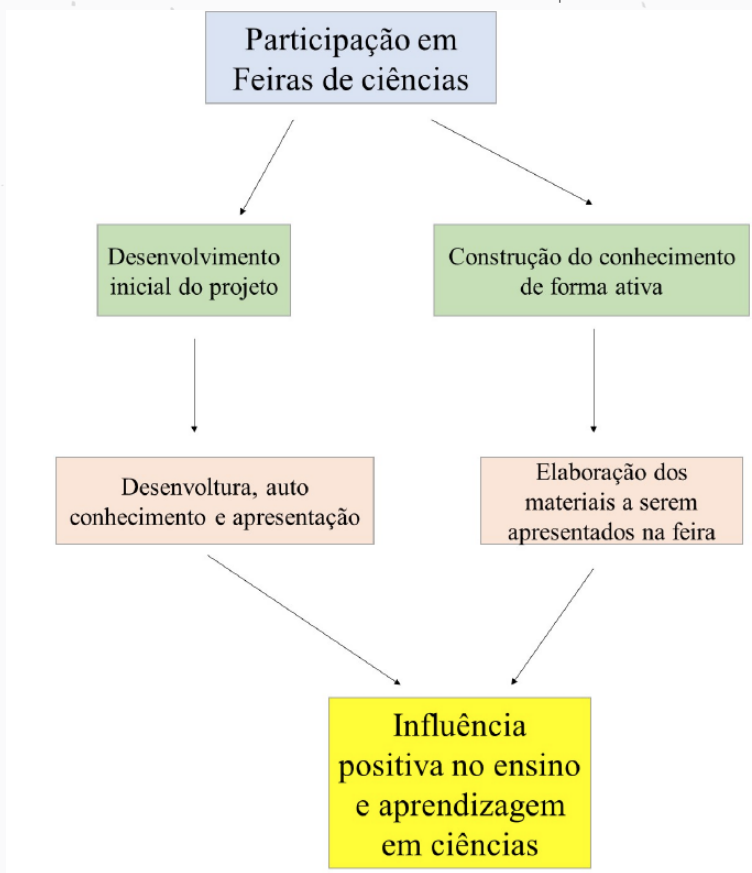 Participação em
Feiras de ciências
Desenvolvimento
inicial do projeto
Construção do conhecimento
de forma ativa
Desenvoltura, auto
conhecimento e apresentação
Elaboração dos
materiais a serem
apresentados na feira
Influência
positiva no ensino
e aprendizagem
em ciências